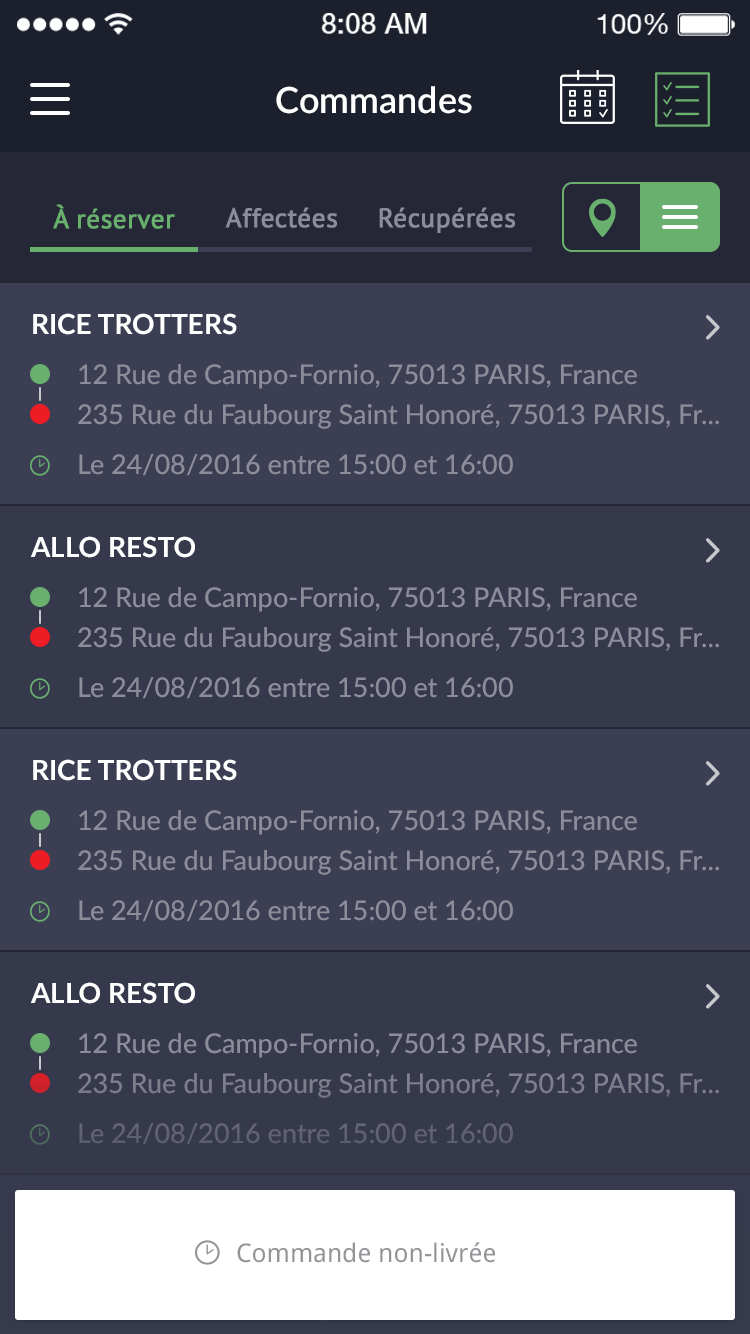 8:08 AM 100%
Commandes
À réserver Affectées Récupérées
RICE TROTTERS
12 Rue de Campo-Fornio, 75013 PARIS, France
235 Rue du Faubourg Saint Honoré, 75013 PARIS, Fr...
Le 24/08/2016 entre 15:00 et 16:00
ALLO RESTO
12 Rue de Campo-Fornio, 75013 PARIS, France
235 Rue du Faubourg Saint Honoré, 75013 PARIS, Fr...
Le 24/08/2016 entre 15:00 et 16:00
RICE TROTTERS
12 Rue de Campo-Fornio, 75013 PARIS, France
235 Rue du Faubourg Saint Honoré, 75013 PARIS, Fr...
Le 24/08/2016 entre 15:00 et 16:00
ALLO RESTO
12 Rue de Campo-Fornio, 75013 PARIS, France
235 Rue du Faubourg Saint Honoré, 75013 PARIS, Fr...
Le 24/08/2016 entre 15:00 et 16:00
Commande non-livrée